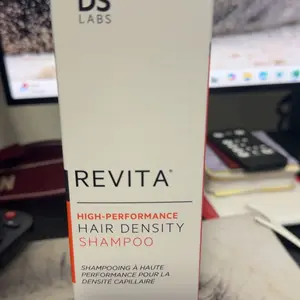 DS
LABS
REVITA®
HIGH-PERFORMANCE
HAIR DENSITY
SHAMPOO
SHAMPOOING À HAUTE
PERFORMANCE POUR LA
DENSITÉ CAPILLAIRE